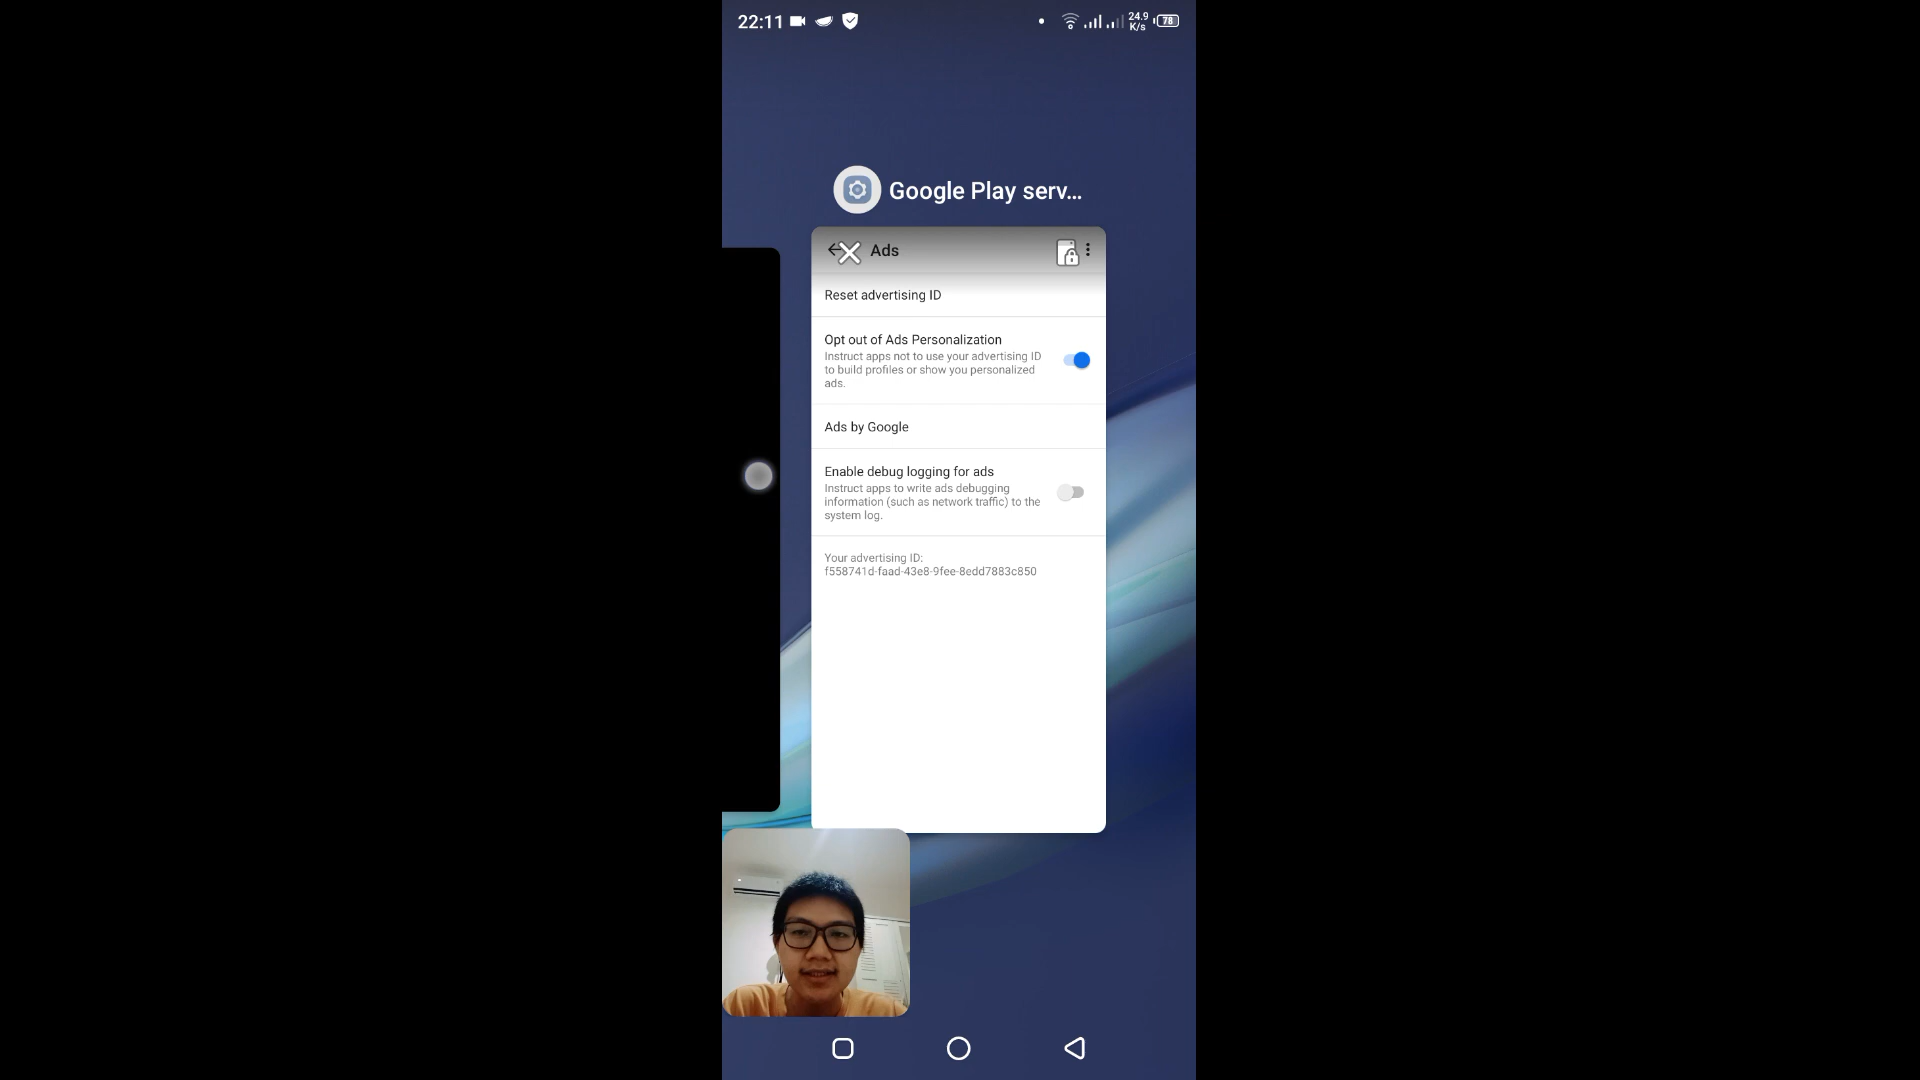 22:11
24.9
K/s
78
Google Play serv...
Ads
Reset advertising ID
Opt out of Ads Personalization
Instruct apps not to use your advertising ID
to build profiles or show you personalized
ads.
Ads by Google
Enable debug logging for ads
Instruct apps to write ads debugging
information (such as network traffic) to the
system log.
Your advertising ID:
f558741d-faad-43e8-9fee-8edd7883c850